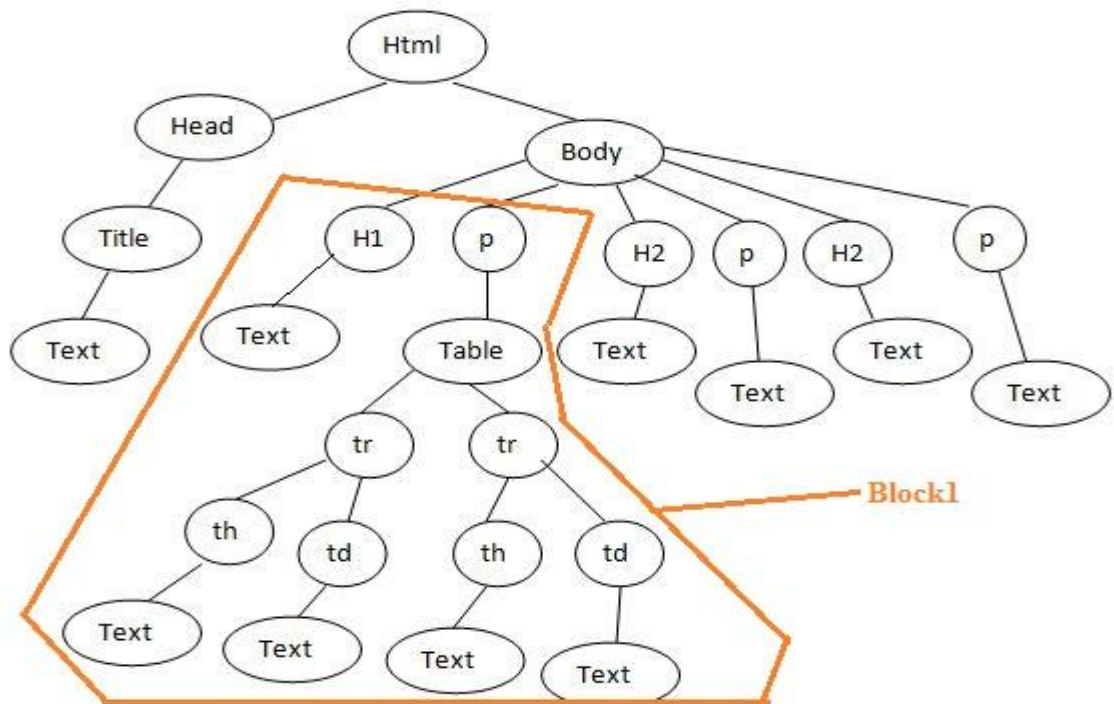 Html
Head
Body
Title
H1
p
H2
p
H2
p
Text
Text
Table
Text
Text
Text
Text
tr
tr
Block1
th
td
th
td
Text
Text
Text
Text